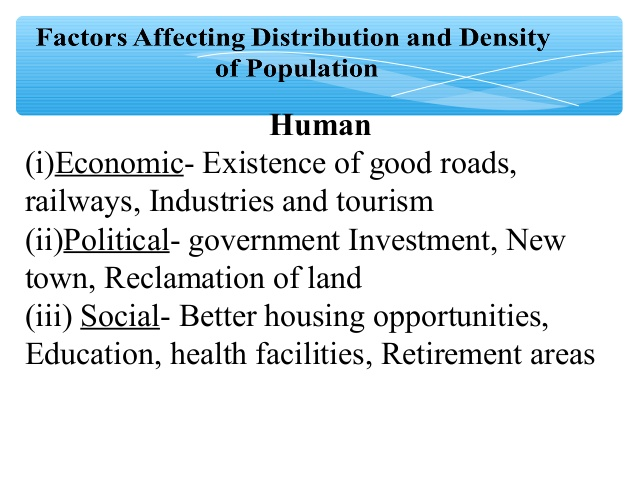 Factors Affecting Distribution and Density
of Population
Human
(i)Economic- Existence of good roads,
railways, Industries and tourism
(ii)Political- government Investment, New
town, Reclamation of land
(iii) Social- Better housing opportunities,
Education, health facilities, Retirement areas